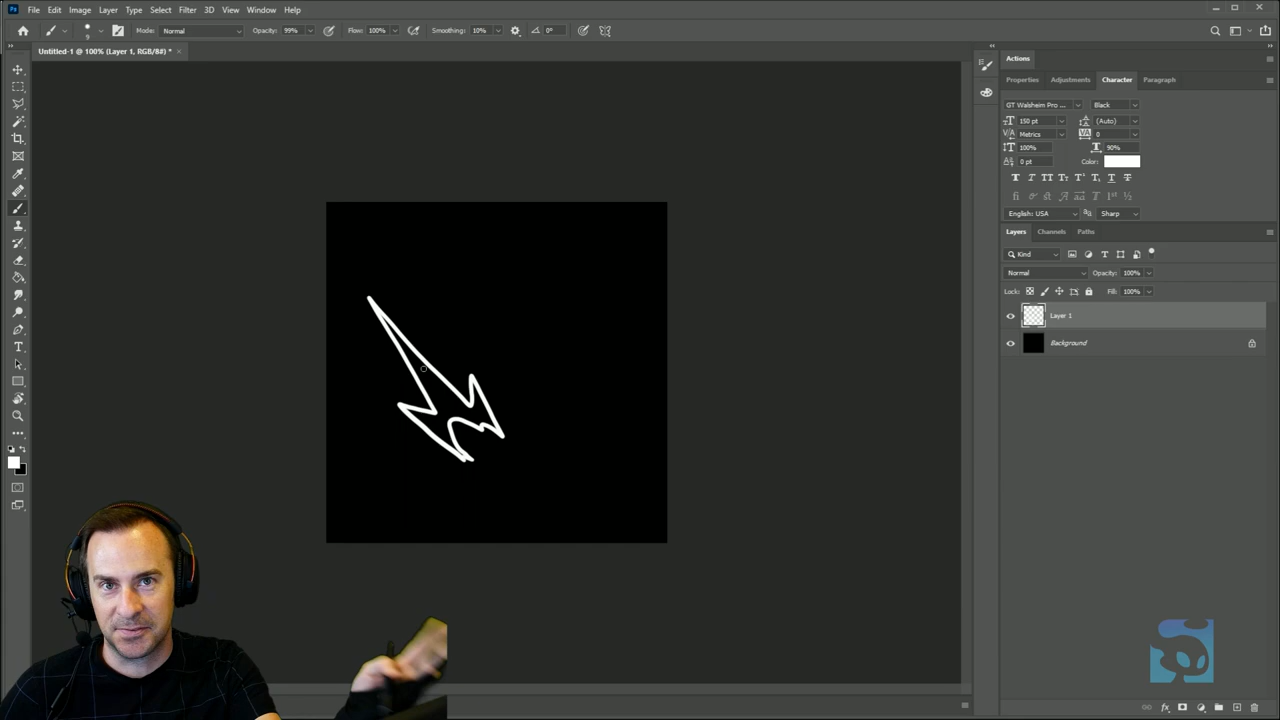 Ps File Edit Image Layer Type Select Filter 3D View Window Help
Mode: Normal Opacity: 99% Flow: 100% Smoothing: 10% 0°
Untitled-1 @ 100% (Layer 1, RGB/8#) * ×
Actions
Properties Adjustments Character Paragraph
GT Walsheim Pro ... Black
150 pt (Auto)
Metrics 0
100% 90%
0 pt Color:
English: USA Sharp
Layers Channels Paths
Kind
Normal Opacity: 100%
Lock: Fill: 100%
Layer 1
Background